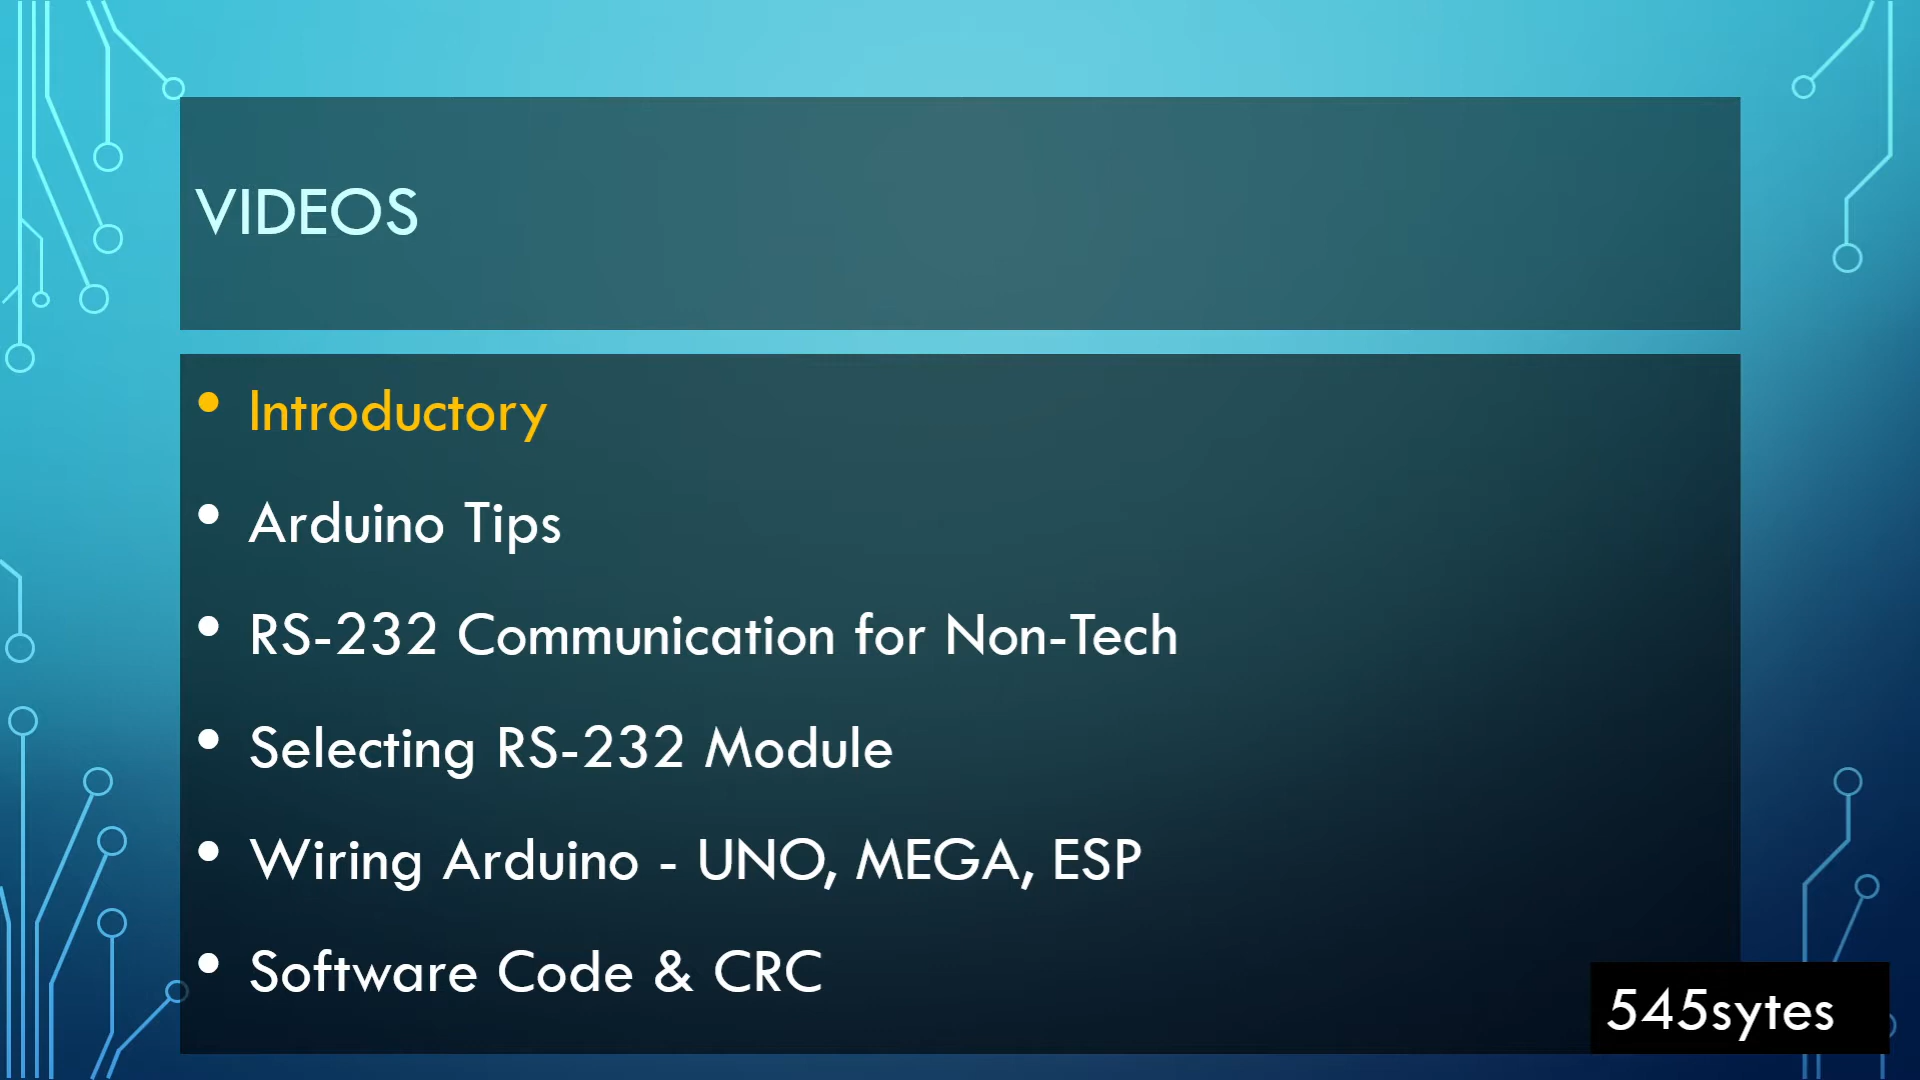 VIDEOS
• Introductory
• Arduino Tips
• RS-232 Communication for Non-Tech
• Selecting RS-232 Module
• Wiring Arduino - UNO, MEGA, ESP
• Software Code & CRC
545sytes